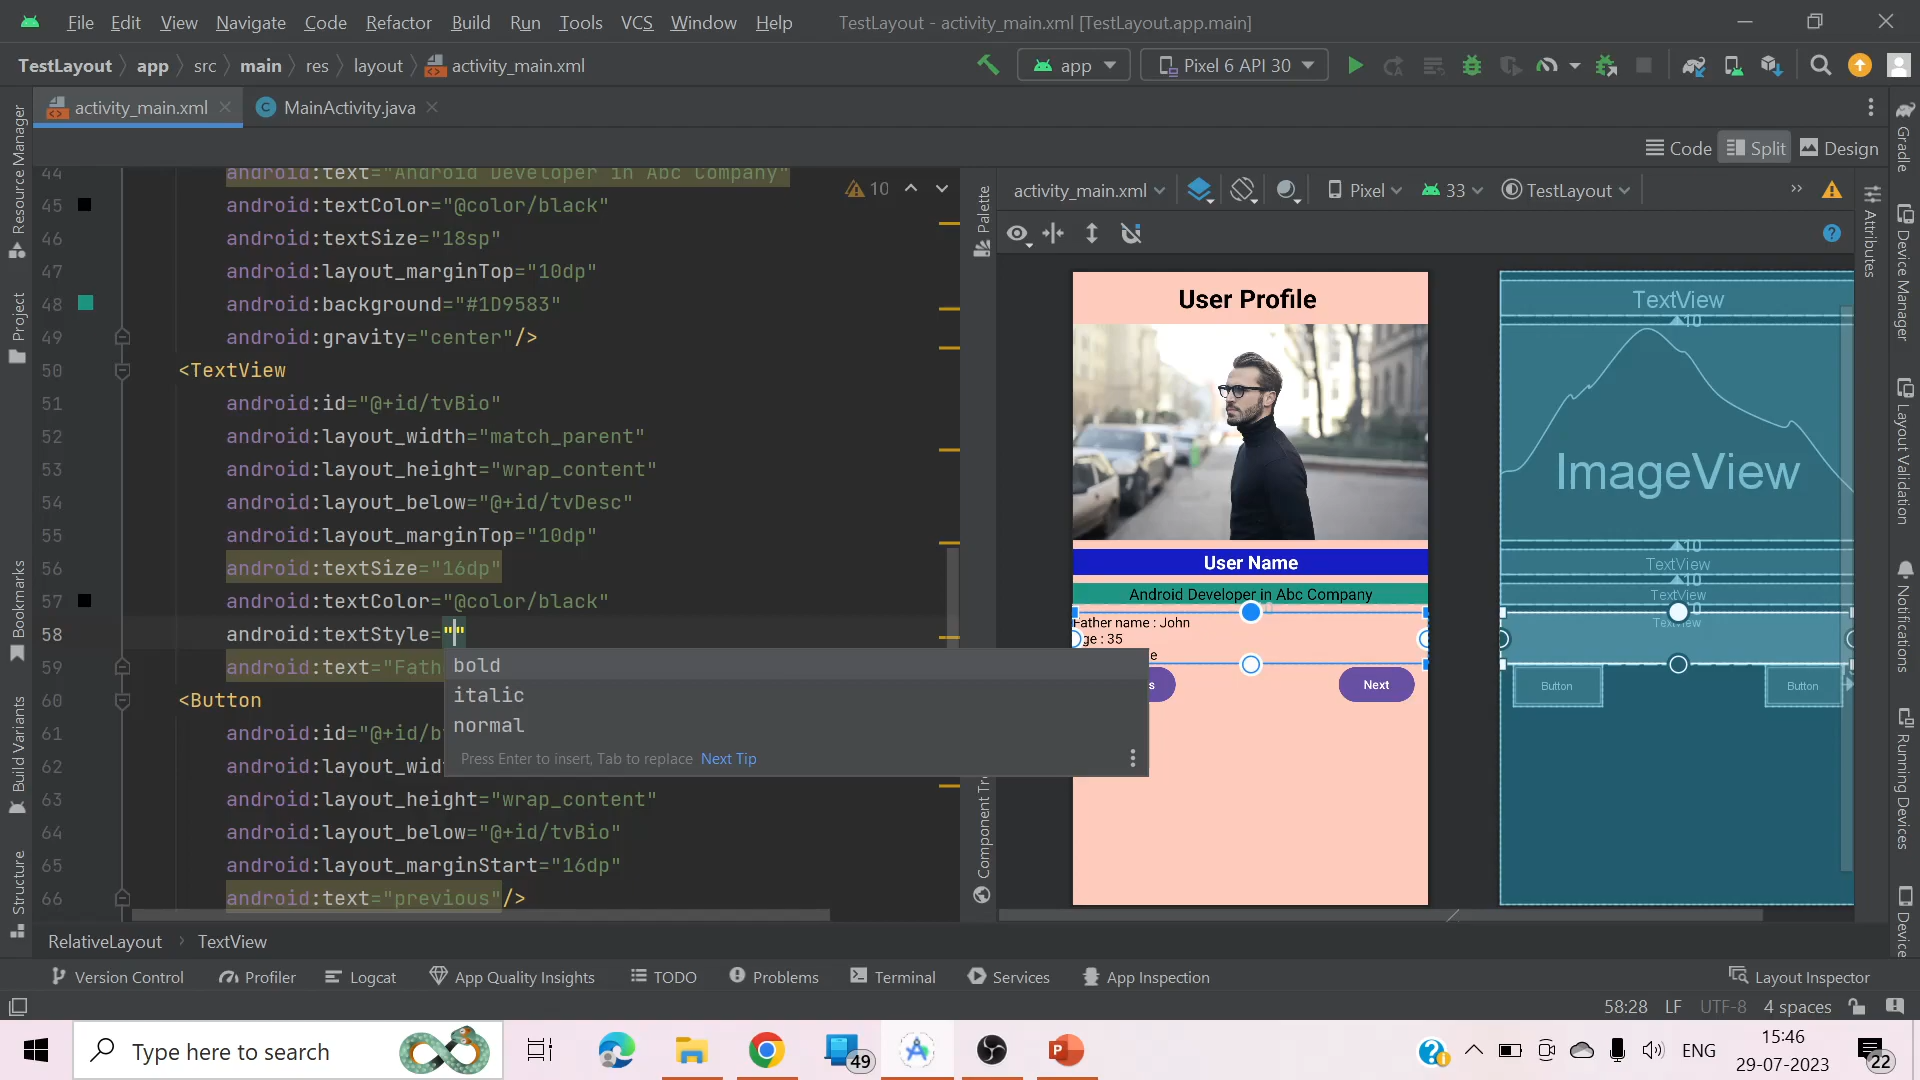 File Edit View Navigate Code Refactor Build Run Tools VCS Window Help TestLayout - activity_main.xml [TestLayout.app.main]
TestLayout app src main res layout activity_main.xml
app Pixel 6 API 30
activity_main.xml MainActivity.java
Code Split Design
Resource Manager
Project
Bookmarks
Build Variants
Structure
44 android:text="Android Developer in Abc Company"
10
45 android:textColor="@color/black"
46 android:textSize="18sp"
47 android:layout_marginTop="10dp"
48 android:background="#1D9583"
49 android:gravity="center"/>
50 <TextView
51 android:id="@+id/tvBio"
52 android:layout_width="match_parent"
53 android:layout_height="wrap_content"
54 android:layout_below="@+id/tvDesc"
55 android:layout_marginTop="10dp"
56 android:textSize="16dp"
57 android:textColor="@color/black"
58 android:textStyle=""
59 android:text="Fath
60 <Button
61 android:id="@+id/b
62 android:layout_wid
63 android:layout_height="wrap_content"
64 android:layout_below="@+id/tvBio"
65 android:layout_marginStart="16dp"
66 android:text="previous"/>
bold
italic
normal
Press Enter to insert, Tab to replace Next Tip
Palette
Component Tr
activity_main.xml Pixel 33 TestLayout
User Profile
User Name
Android Developer in Abc Company
Father name : John
ge : 35
e
s
Next
TextView
10
ImageView
10
TextView
10
TextView
0
TextView
Button
Button
Attributes
Gradle
Device Manager
Layout Validation
Notifications
Running Devices
Device
RelativeLayout TextView
Version Control Profiler Logcat App Quality Insights TODO Problems Terminal Services App Inspection Layout Inspector
58:28 LF UTF-8 4 spaces
Type here to search
49
ENG
15:46
29-07-2023
22